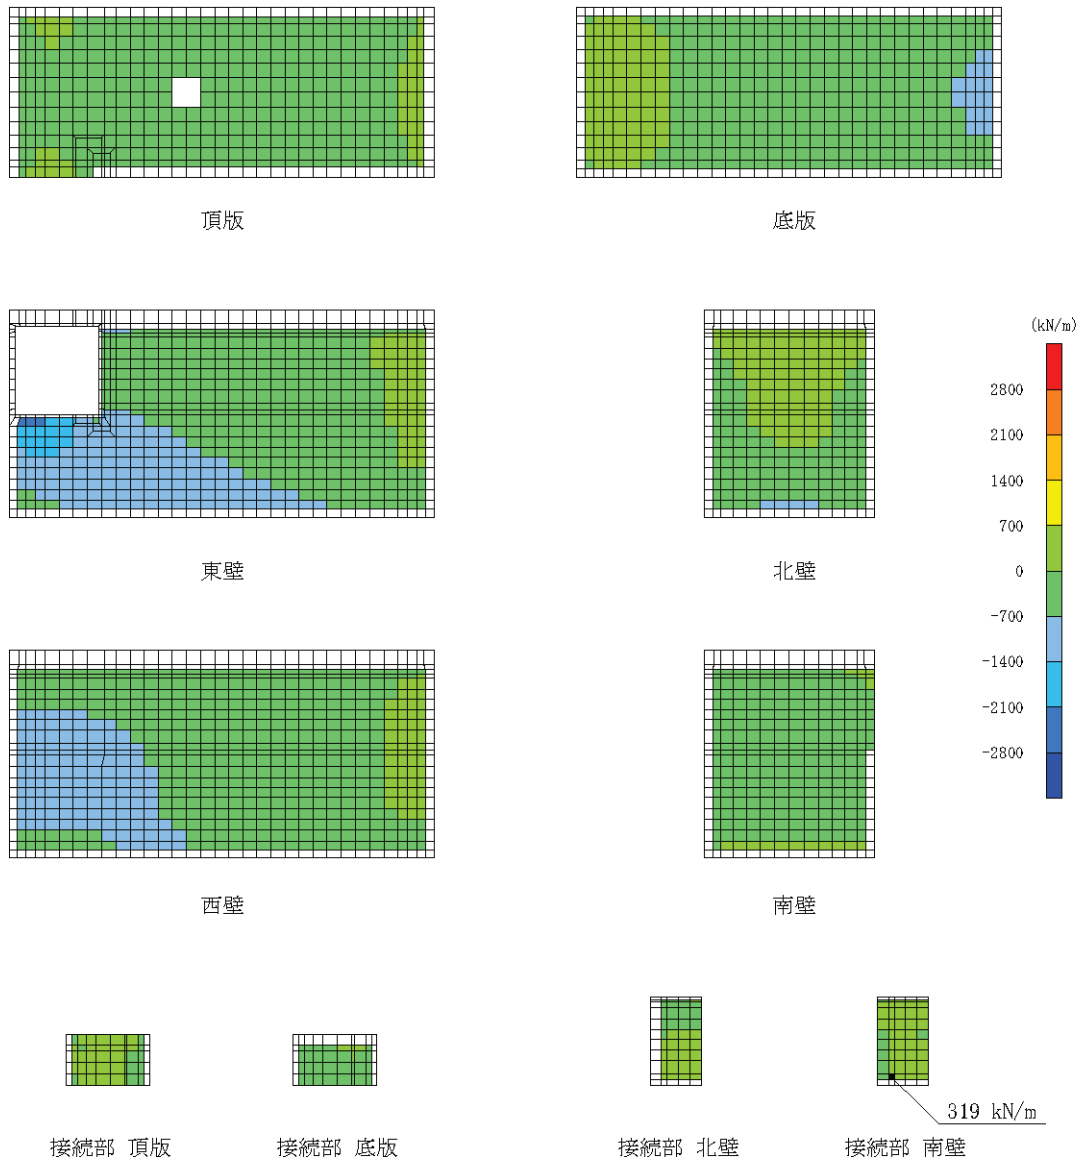 頂版
底版
東壁
北壁
(kN/m)
2800
2100
1400
700
0
-700
-1400
-2100
-2800
西壁
南壁
319 kN/m
接続部 頂版
接続部 底版
接続部 北壁
接続部 南壁